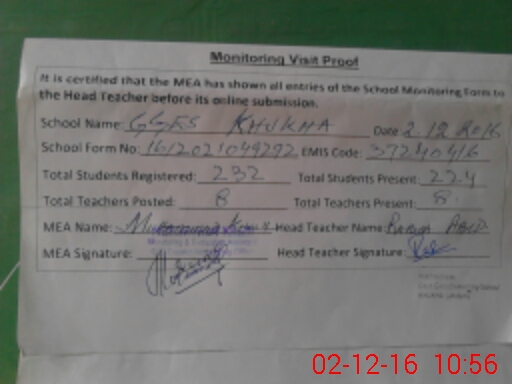 Monitoring Visit Proof
It is certified that the MEA has shown all entries of the School Monitoring Form to
the Head Teacher before its online submission.
School Name: GGES KHUKHA Date 2.12.2016
School Form No: EMIS Code: 37240416
Total Students Registered: 232 Total Students Present: 224
Total Teachers Posted: 8 Total Teachers Present: 8
MEA Name: Head Teacher Name:
Monitoring & Evaluation Assistant
MEA Signature: Head Teacher Signature:
02-12-16 10:56